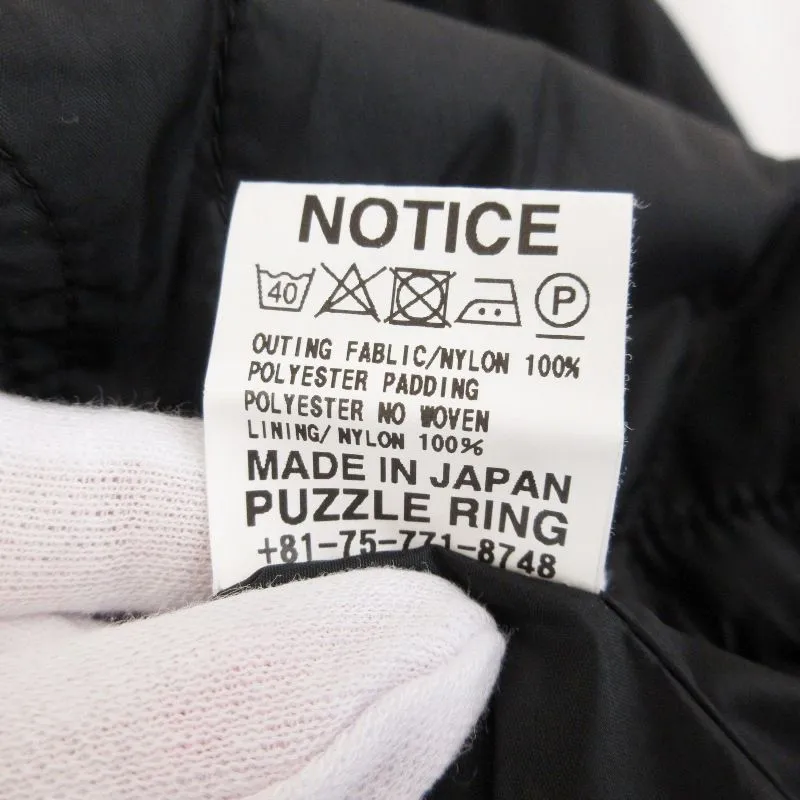 NOTICE
40 P
OUTING FABLIC/NYLON 100%
POLYESTER PADDING
POLYESTER NO WOVEN
LINING/NYLON 100%
MADE IN JAPAN
PUZZLE RING
+81-75-771-8748